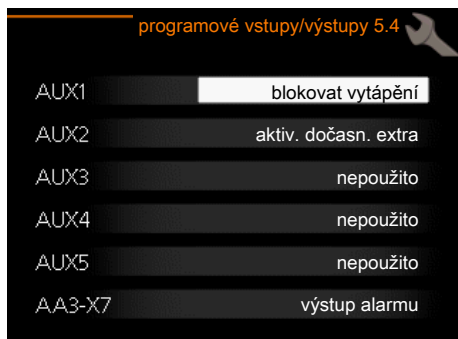 programové vstupy/výstupy 5.4
AUX1 blokovat vytápění
AUX2 aktiv. dočasn. extra
AUX3 nepoužito
AUX4 nepoužito
AUX5 nepoužito
AA3-X7 výstup alarmu